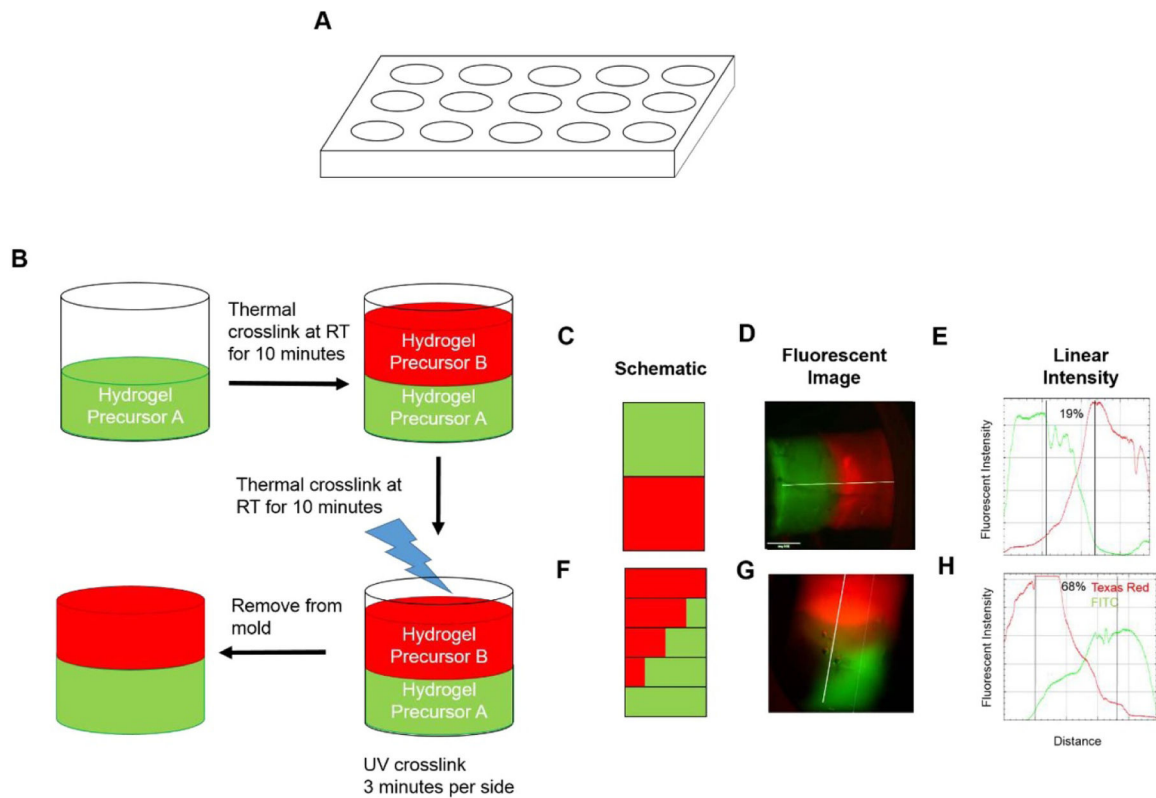 A
B
Hydrogel
Precursor A
Thermal
crosslink at RT
for 10 minutes
Hydrogel
Precursor B
Hydrogel
Precursor A
Thermal crosslink at
RT for 10 minutes
Hydrogel
Precursor B
Hydrogel
Precursor A
UV crosslink
3 minutes per side
Remove from
mold
C
Schematic
D
Fluorescent
Image
E
Linear
Intensity
Fluorescent Instensity
19%
F
G
H
Fluorescent Instensity
68% Texas Red
FITC
Distance